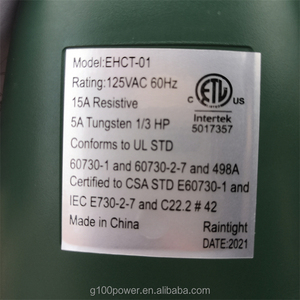 Model:EHCT-01
Rating:125VAC 60Hz
15A Resistive
5A Tungsten 1/3 HP
Conforms to UL STD
60730-1 and 60730-2-7 and 498A
Certified to CSA STD E60730-1 and
IEC E730-2-7 and C22.2 # 42
Made in China
Raintight
DATE:2021
C ETL US
LISTED
Intertek
5017357
g100power.en.alibaba.com